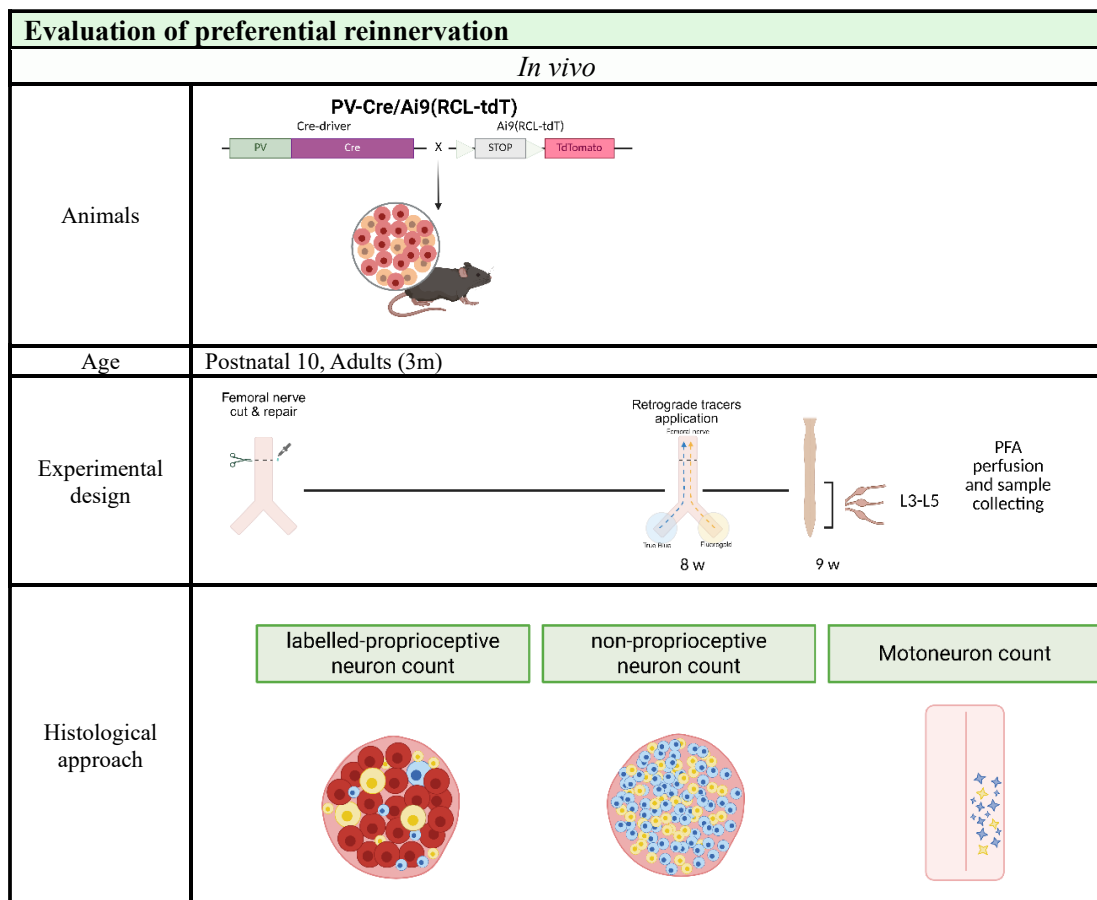 Evaluation of preferential reinnervation
In vivo
Animals
PV-Cre/Ai9(RCL-tdT)
Cre-driver
Ai9(RCL-tdT)
PV
Cre
X
STOP
TdTomato
Age
Postnatal 10, Adults (3m)
Experimental
design
Femoral nerve
cut & repair
Retrograde tracers
application
Femoral nerve
True Blue
Fluorogold
8 w
9 w
L3-L5
PFA
perfusion
and sample
collecting
Histological
approach
labelled-proprioceptive
neuron count
non-proprioceptive
neuron count
Motoneuron count